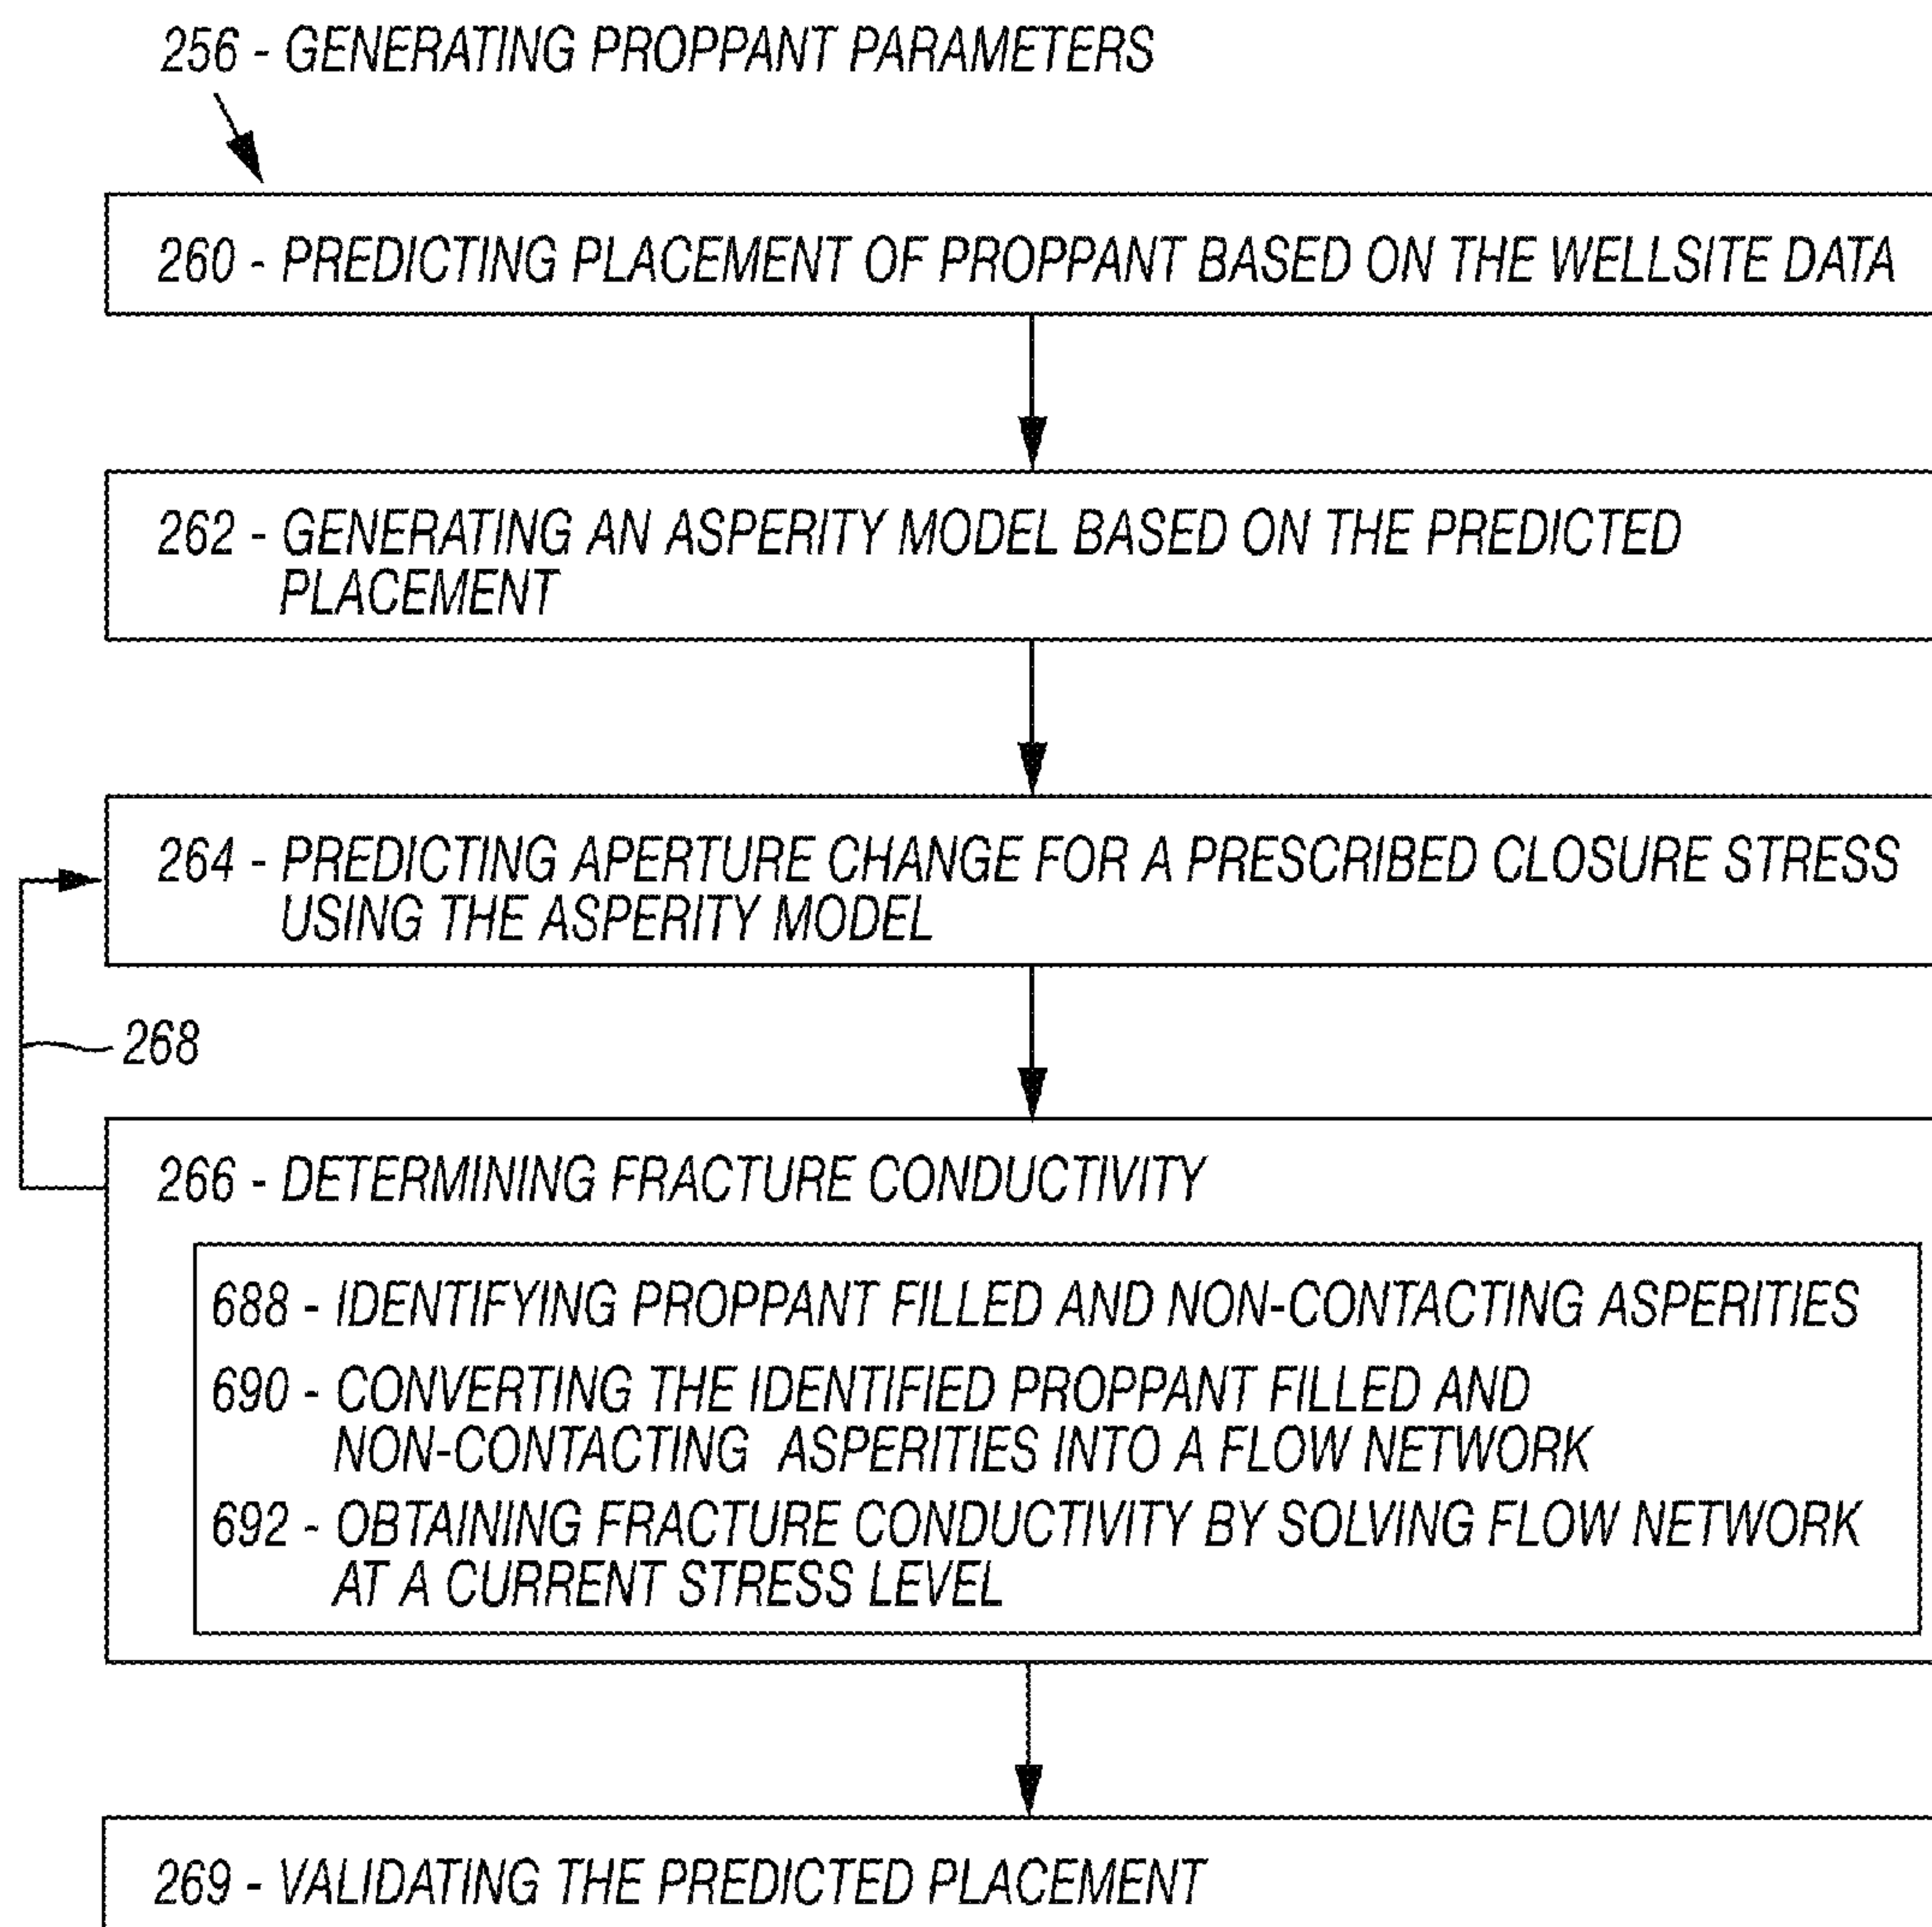 256 - GENERATING PROPPANT PARAMETERS
260 - PREDICTING PLACEMENT OF PROPPANT BASED ON THE WELLSITE DATA
262 - GENERATING AN ASPERITY MODEL BASED ON THE PREDICTED
PLACEMENT
264 - PREDICTING APERTURE CHANGE FOR A PRESCRIBED CLOSURE STRESS
USING THE ASPERITY MODEL
268
266 - DETERMINING FRACTURE CONDUCTIVITY
688 - IDENTIFYING PROPPANT FILLED AND NON-CONTACTING ASPERITIES
690 - CONVERTING THE IDENTIFIED PROPPANT FILLED AND
NON-CONTACTING ASPERITIES INTO A FLOW NETWORK
692 - OBTAINING FRACTURE CONDUCTIVITY BY SOLVING FLOW NETWORK
AT A CURRENT STRESS LEVEL
269 - VALIDATING THE PREDICTED PLACEMENT